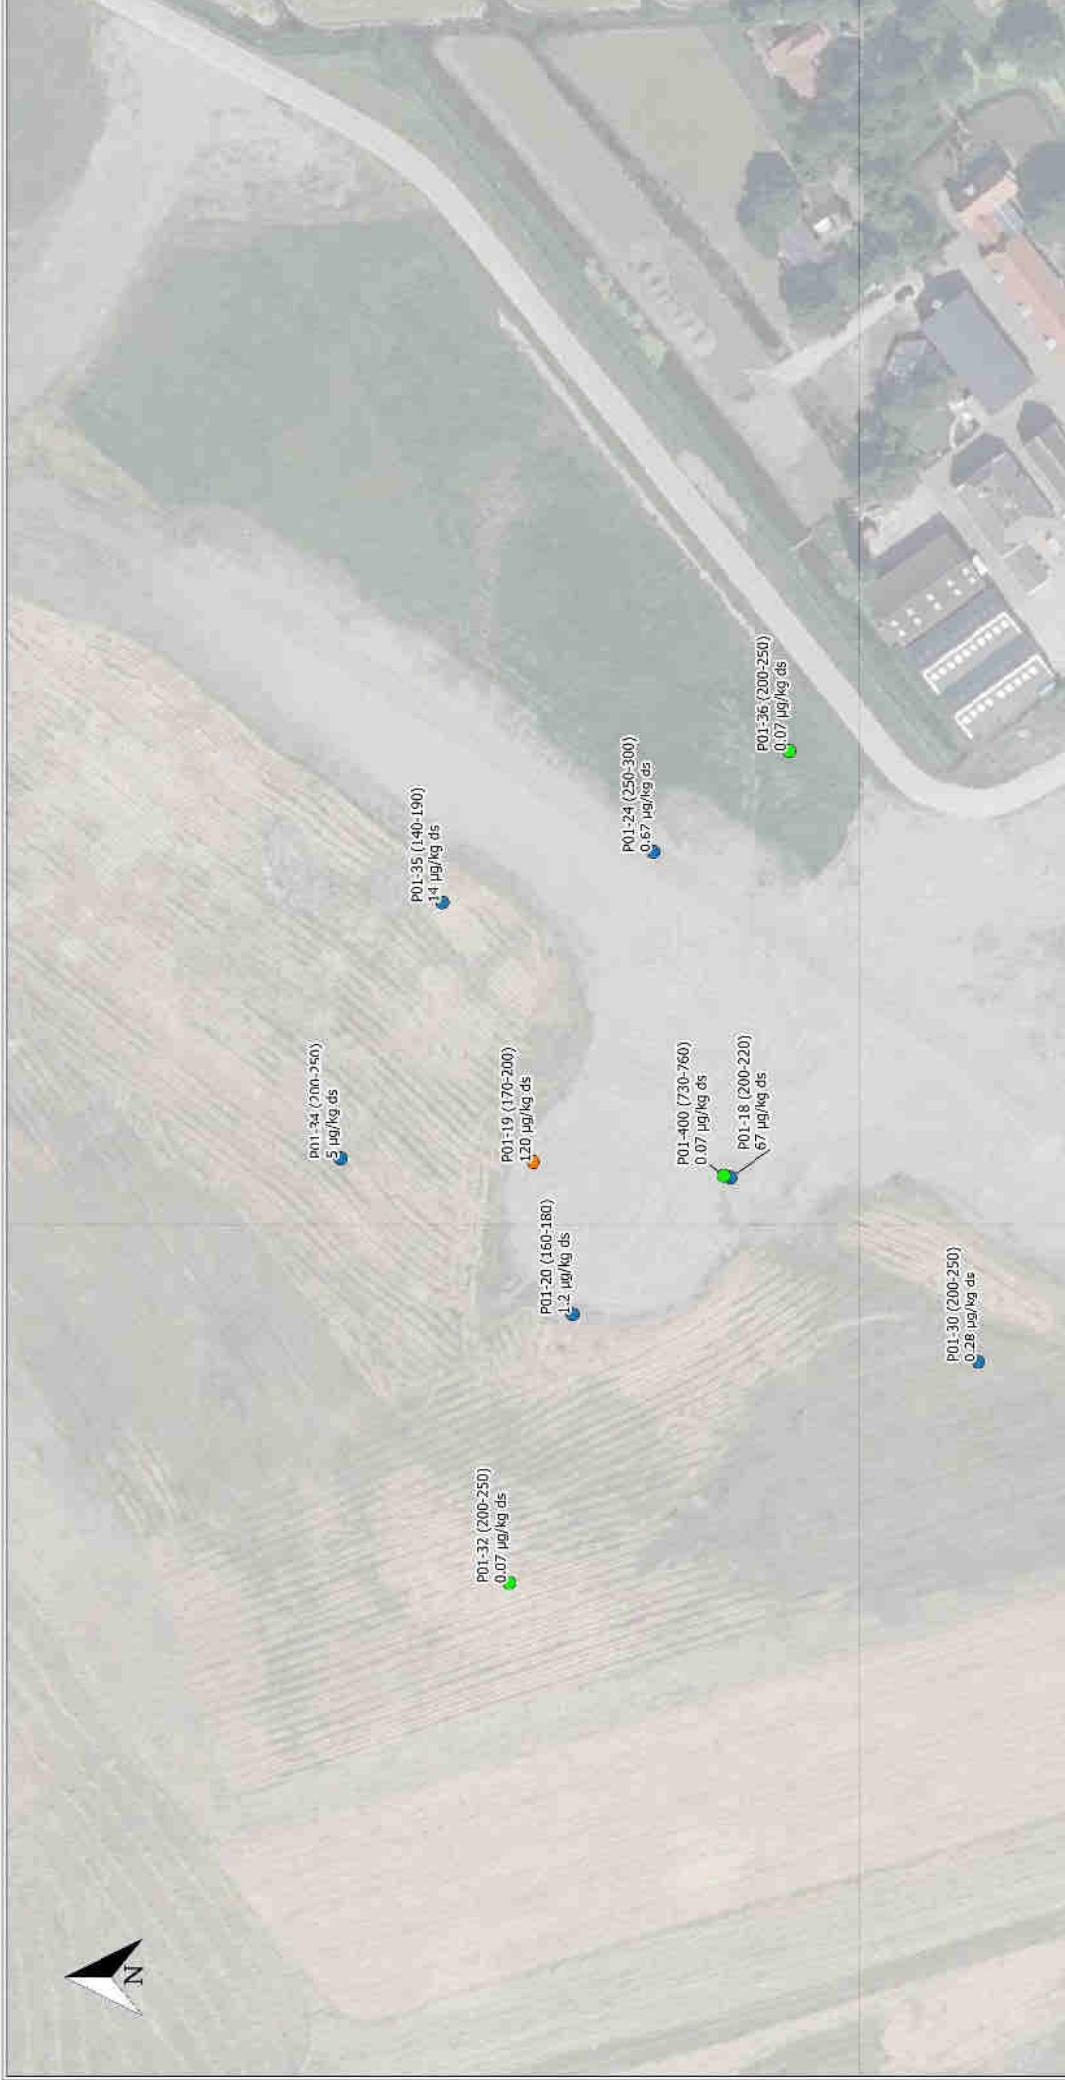 P01-34 (200-250)
5 µg/kg ds
P01-35 (140-190)
14 µg/kg ds
P01-32 (200-250)
0.07 µg/kg ds
P01-19 (170-200)
120 µg/kg ds
P01-20 (160-180)
1.2 µg/kg ds
P01-24 (250-300)
0.67 µg/kg ds
P01-400 (730-760)
0.07 µg/kg ds
P01-18 (200-220)
67 µg/kg ds
P01-36 (200-250)
0.07 µg/kg ds
P01-30 (200-250)
0.28 µg/kg ds
N